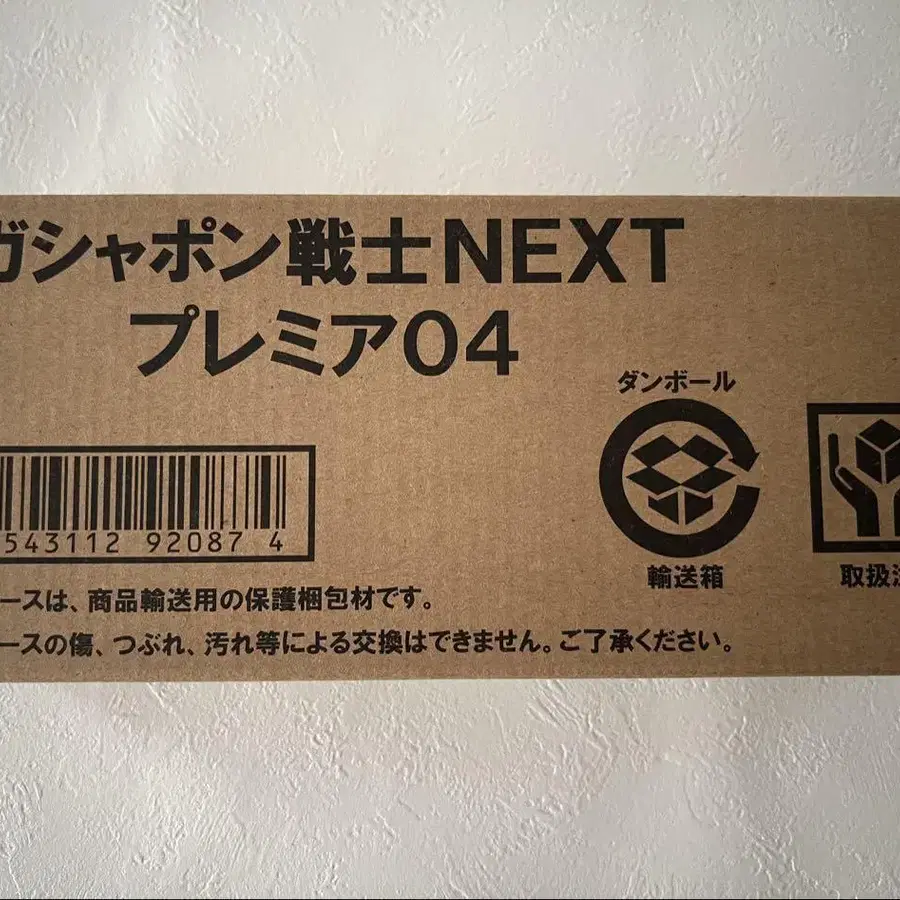 ガシャポン戦士NEXT
プレミア04
ダンボール
543112 92087 4
輸送箱
取扱注
ースは、商品輸送用の保護梱包材です。
ースの傷、つぶれ、汚れ等による交換はできません。ご了承ください。